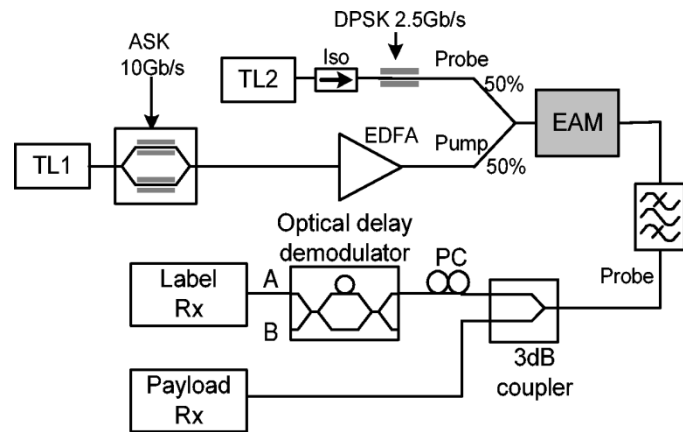 DPSK 2.5Gb/s
ASK
10Gb/s
Iso
Probe
TL2
50%
EDFA
Pump
EAM
TL1
50%
Optical delay
demodulator
PC
Label
Rx
A
B
Probe
3dB
coupler
Payload
Rx